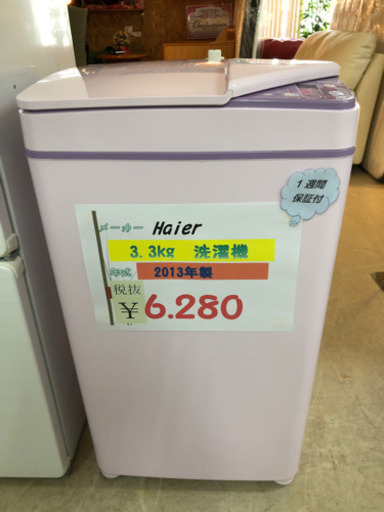 1週間
保証付
メーカー Haier
3.3kg 洗濯機
年式 2013年製
税抜
¥6.280